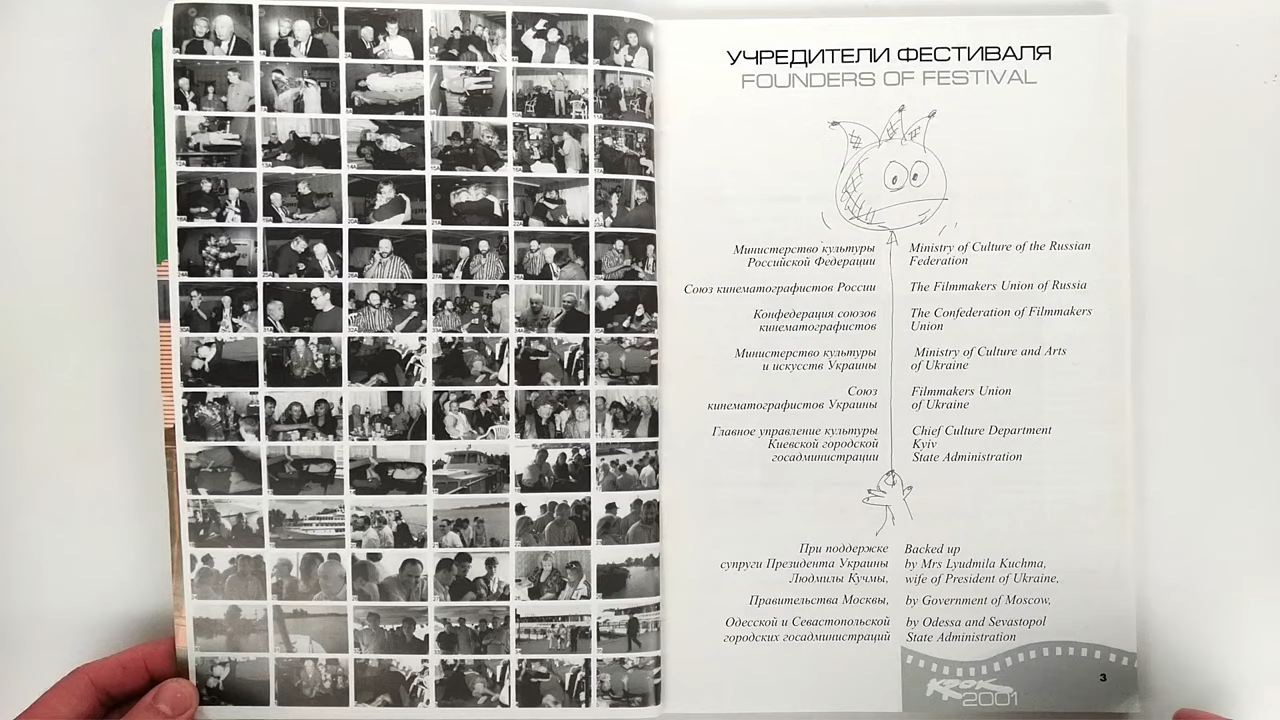 УЧРЕДИТЕЛИ ФЕСТИВАЛЯ
FOUNDERS OF FESTIVAL
Министерство культуры
Российской Федерации
Ministry of Culture of the Russian
Federation
Союз кинематографистов России
The Filmmakers Union of Russia
Конфедерация союзов
кинематографисов
The Confederation of Filmmakers
Union
Министерство культуры
и искусств Украины
Ministry of Culture and Arts
of Ukraine
Союз
кинематографистов Украины
Filmmakers Union
of Ukraine
Главное управление культуры
Киевской городской
госадминистрации
Chief Culture Department
Kyiv
State Administration
При поддержке
супруги Президента Украины
Людмилы Кучмы,
Backed up
by Mrs Lyudmila Kuchma,
wife of President of Ukraine,
Правительства Москвы,
by Government of Moscow,
Одесской и Севастопольской
городских госадминистраций
by Odessa and Sevastopol
State Administration
KROK
2001
3